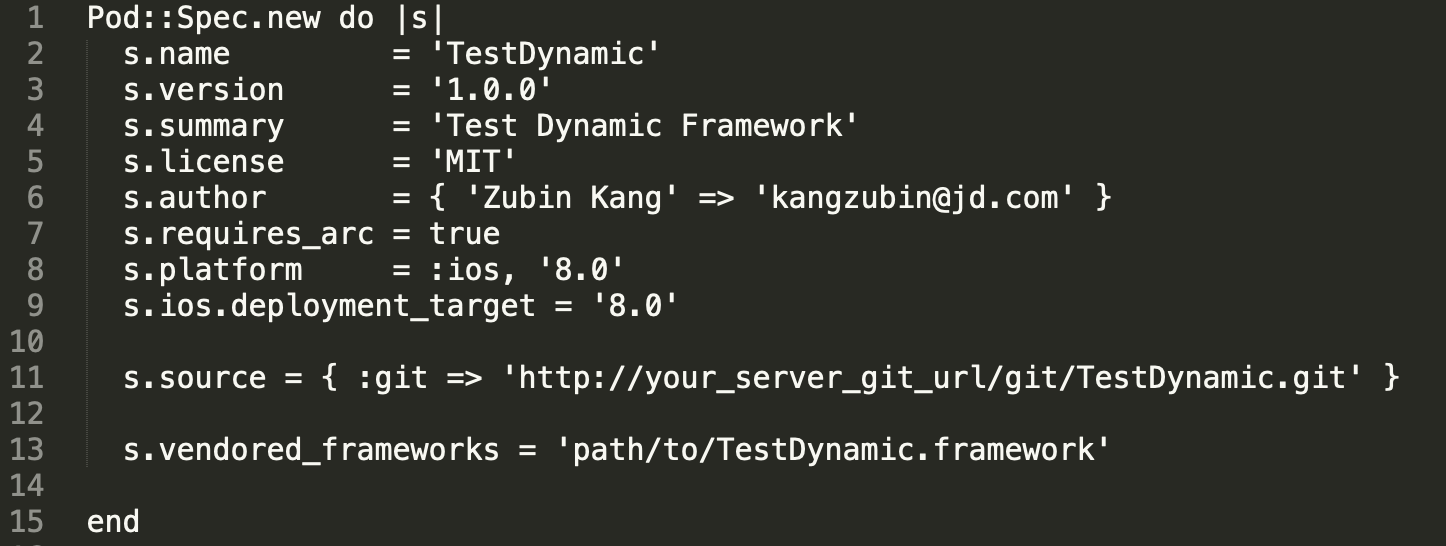 1 Pod::Spec.new do |s|
2   s.name         = 'TestDynamic'
3   s.version      = '1.0.0'
4   s.summary      = 'Test Dynamic Framework'
5   s.license      = 'MIT'
6   s.author       = { 'Zubin Kang' => 'kangzubin@jd.com' }
7   s.requires_arc = true
8   s.platform     = :ios, '8.0'
9   s.ios.deployment_target = '8.0'
10
11   s.source = { :git => 'http://your_server_git_url/git/TestDynamic.git' }
12
13   s.vendored_frameworks = 'path/to/TestDynamic.framework'
14
15 end